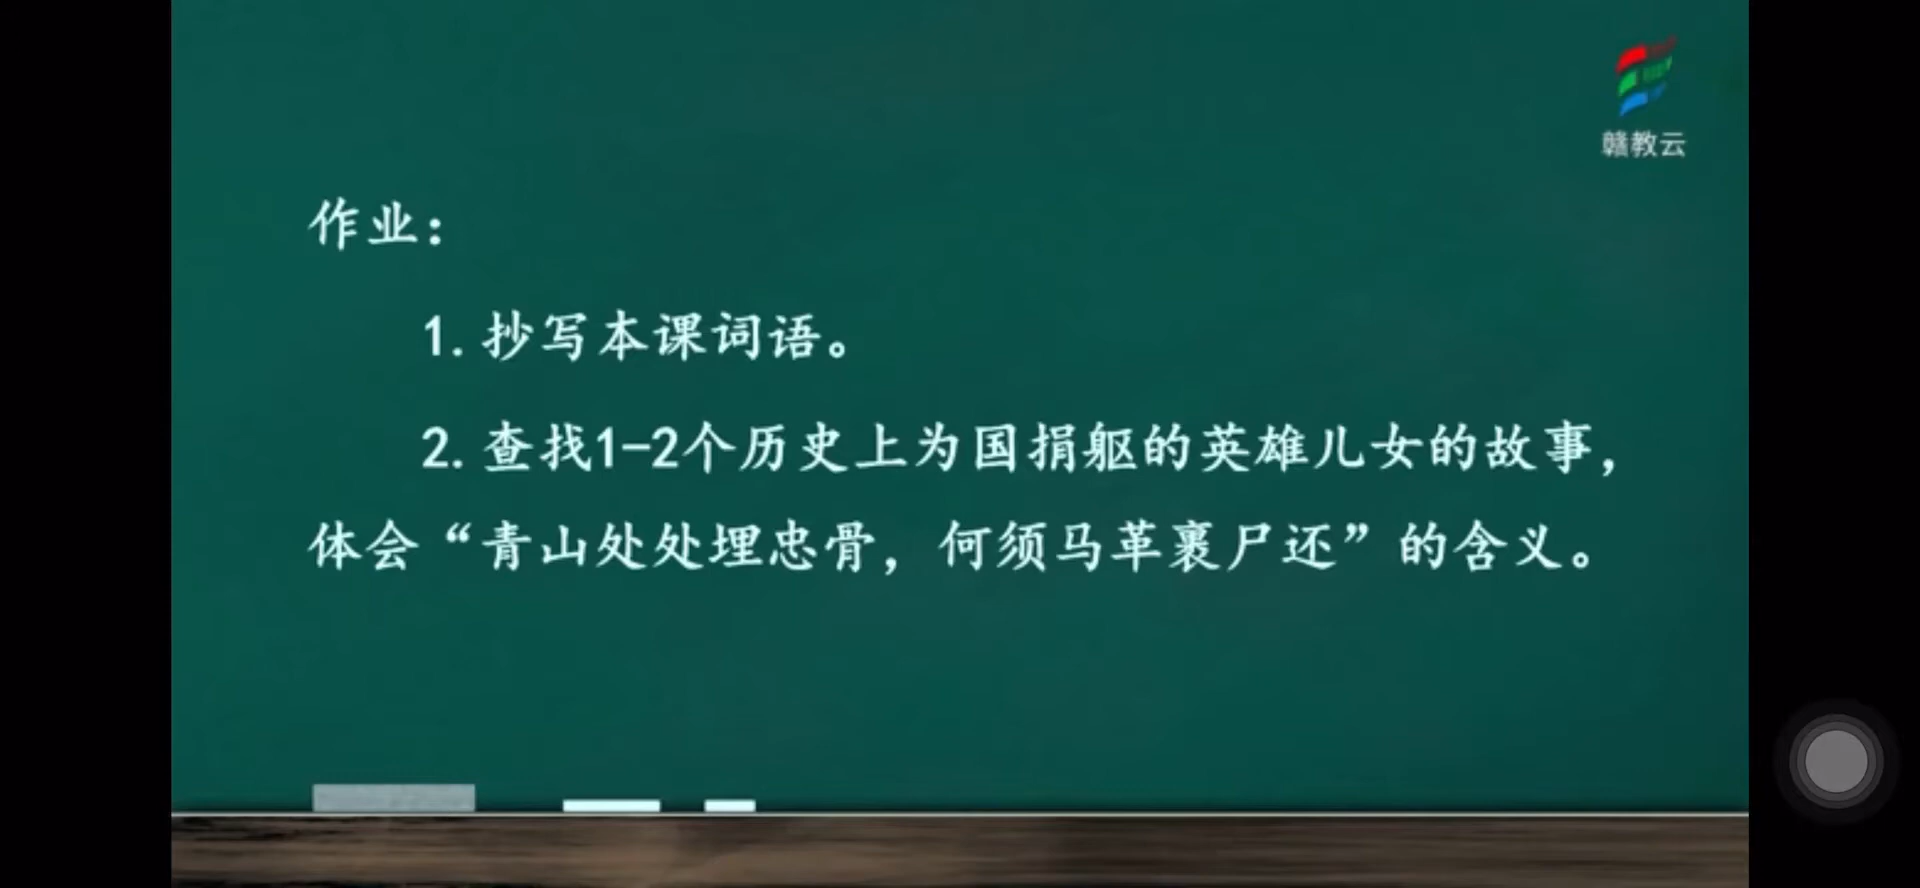 赣教云
作业：
1.抄写本课词语。
2.查找1-2个历史上为国捐躯的英雄儿女的故事，
体会“青山处处埋忠骨，何须马革裹尸还”的含义。